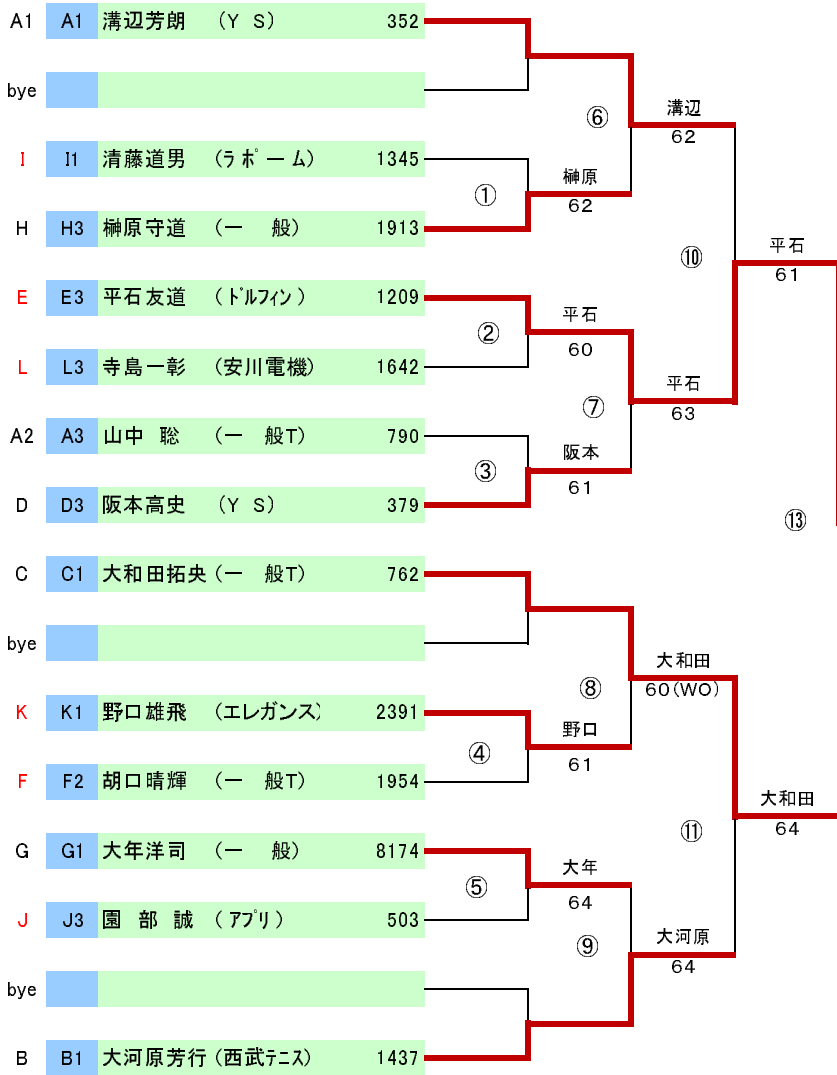 A1 A1 溝辺芳朗 （Y S） 352
bye
⑥ 溝辺
62
I I1 清藤道男 （ラポーム） 1345
① 榊原
62
H H3 榊原守道 （一 般） 1913
⑩ 平石
61
E E3 平石友道 （ドルフィン） 1209
② 平石
60
L L3 寺島一彰 （安川電機） 1642
⑦ 平石
63
A2 A3 山中 聡 （一 般T） 790
③ 阪本
61
D D3 阪本高史 （Y S） 379
⑬
C C1 大和田拓央 （一 般T） 762
bye
⑧ 大和田
60(WO)
K K1 野口雄飛 （エレガンス） 2391
④ 野口
61
F F2 胡口晴輝 （一 般T） 1954
⑪ 大和田
64
G G1 大年洋司 （一 般） 8174
⑤ 大年
64
J J3 園部誠 （アプリ） 503
⑨ 大河原
64
bye
B B1 大河原芳行 （西武テニス） 1437